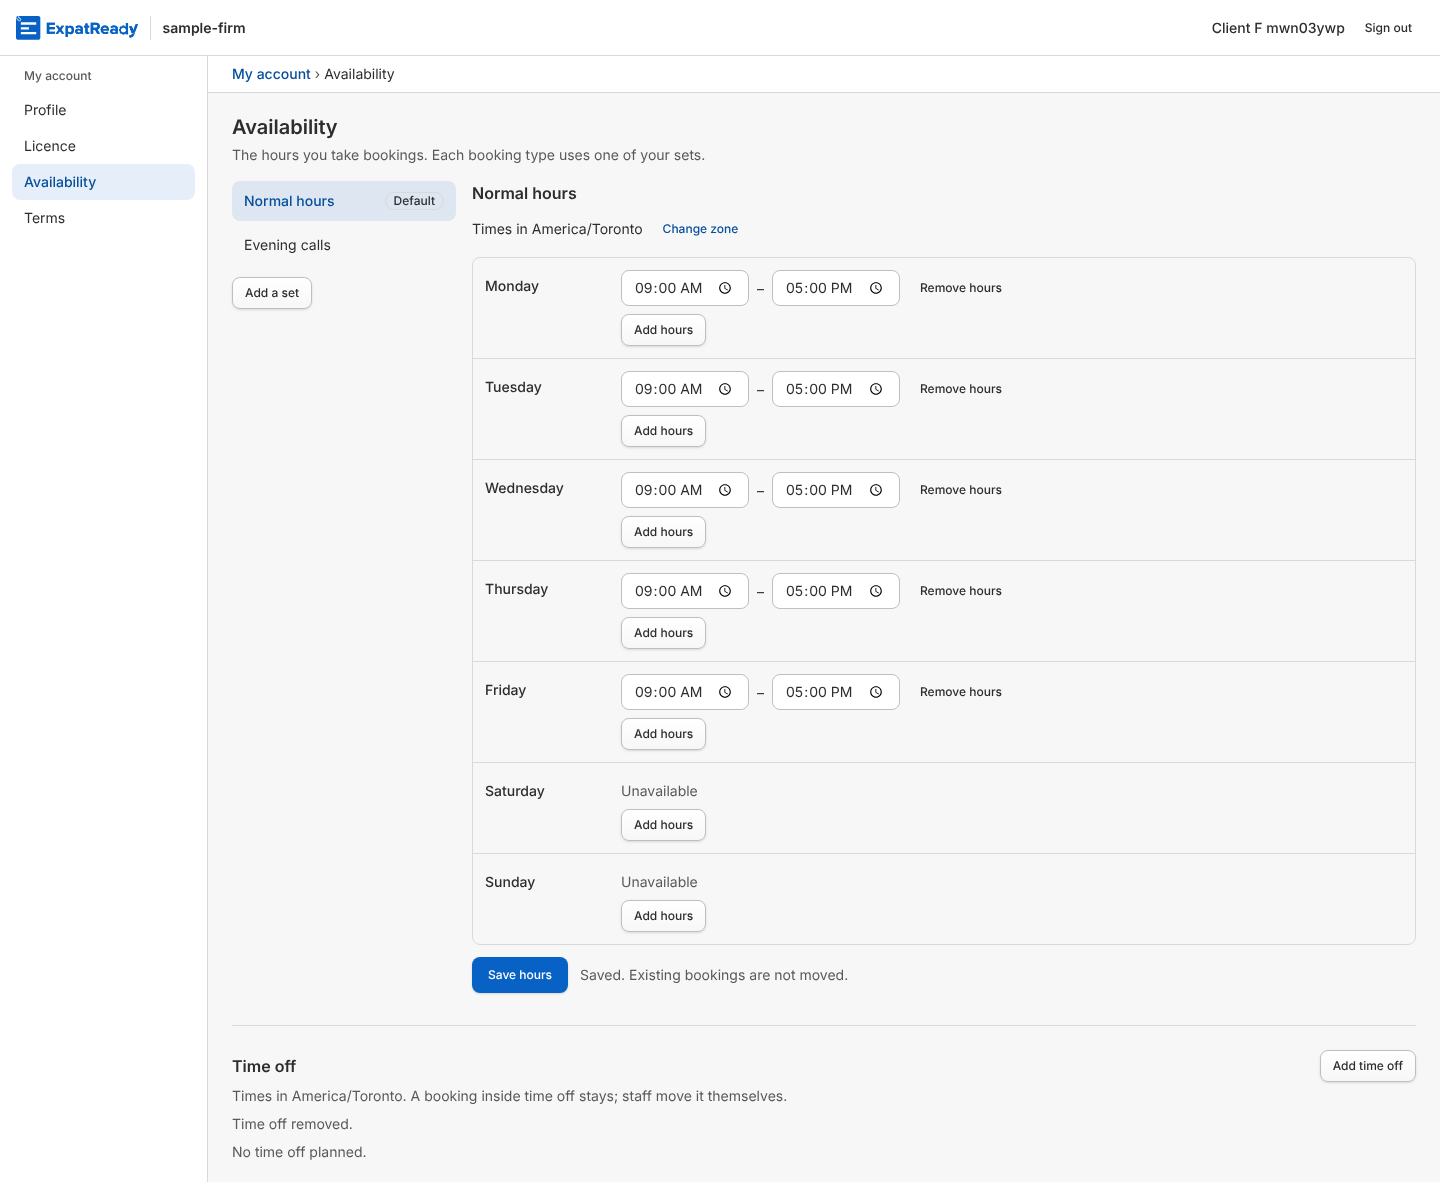 ExpatReady
sample-firm
Client F mwn03ywp
Sign out
My account
Profile
Licence
Availability
Terms
My account › Availability
Availability
The hours you take bookings. Each booking type uses one of your sets.
Normal hours
Default
Evening calls
Add a set
Normal hours
Times in America/Toronto
Change zone
Monday
09:00 AM – 05:00 PM
Remove hours
Add hours
Tuesday
09:00 AM – 05:00 PM
Remove hours
Add hours
Wednesday
09:00 AM – 05:00 PM
Remove hours
Add hours
Thursday
09:00 AM – 05:00 PM
Remove hours
Add hours
Friday
09:00 AM – 05:00 PM
Remove hours
Add hours
Saturday
Unavailable
Add hours
Sunday
Unavailable
Add hours
Save hours
Saved. Existing bookings are not moved.
Time off
Add time off
Times in America/Toronto. A booking inside time off stays; staff move it themselves.
Time off removed.
No time off planned.